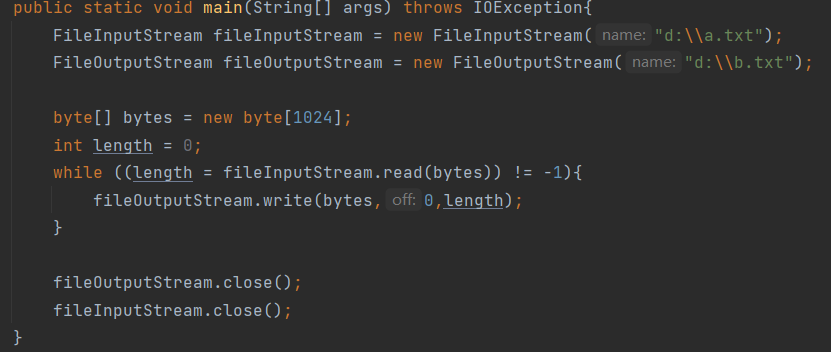 public static void main(String[] args) throws IOException{
FileInputStream fileInputStream = new FileInputStream( name: "d:\\a.txt");
FileOutputStream fileOutputStream = new FileOutputStream( name: "d:\\b.txt");
byte[] bytes = new byte[1024];
int length = 0;
while ((length = fileInputStream.read(bytes)) != -1){
fileOutputStream.write(bytes, off: 0,length);
}
fileOutputStream.close();
fileInputStream.close();
}